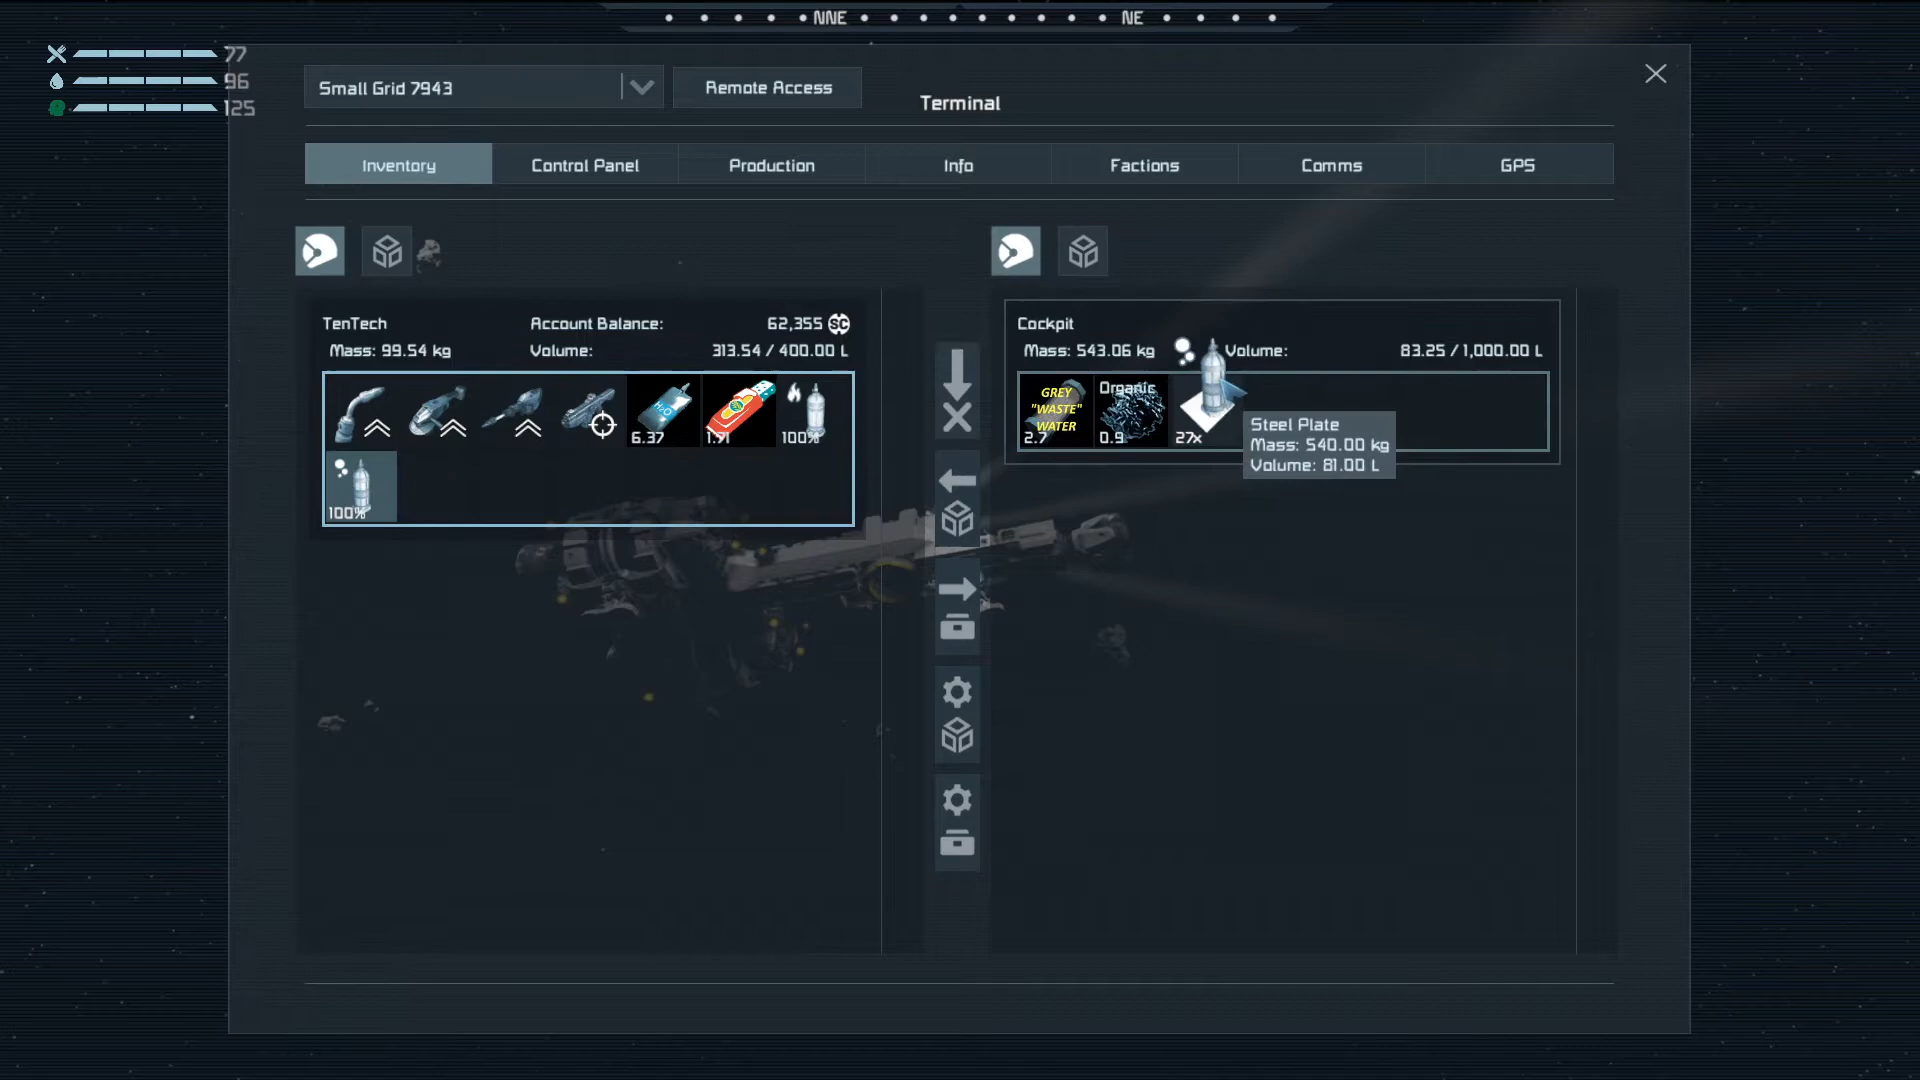 NNE NE
77
96
125
Small Grid 7943
Remote Access
Terminal
Inventory Control Panel Production Info Factions Comms GPS
TenTech Account Balance: 62,355 SC
Mass: 99.54 kg Volume: 313.54 / 400.00 L
H2O
6.37
1.71
100%
100%
Cockpit
Mass: 543.06 kg Volume: 83.25 / 1,000.00 L
GREY
"WASTE"
WATER
2.7
Organic
0.9
27x
Steel Plate
Mass: 540.00 kg
Volume: 81.00 L